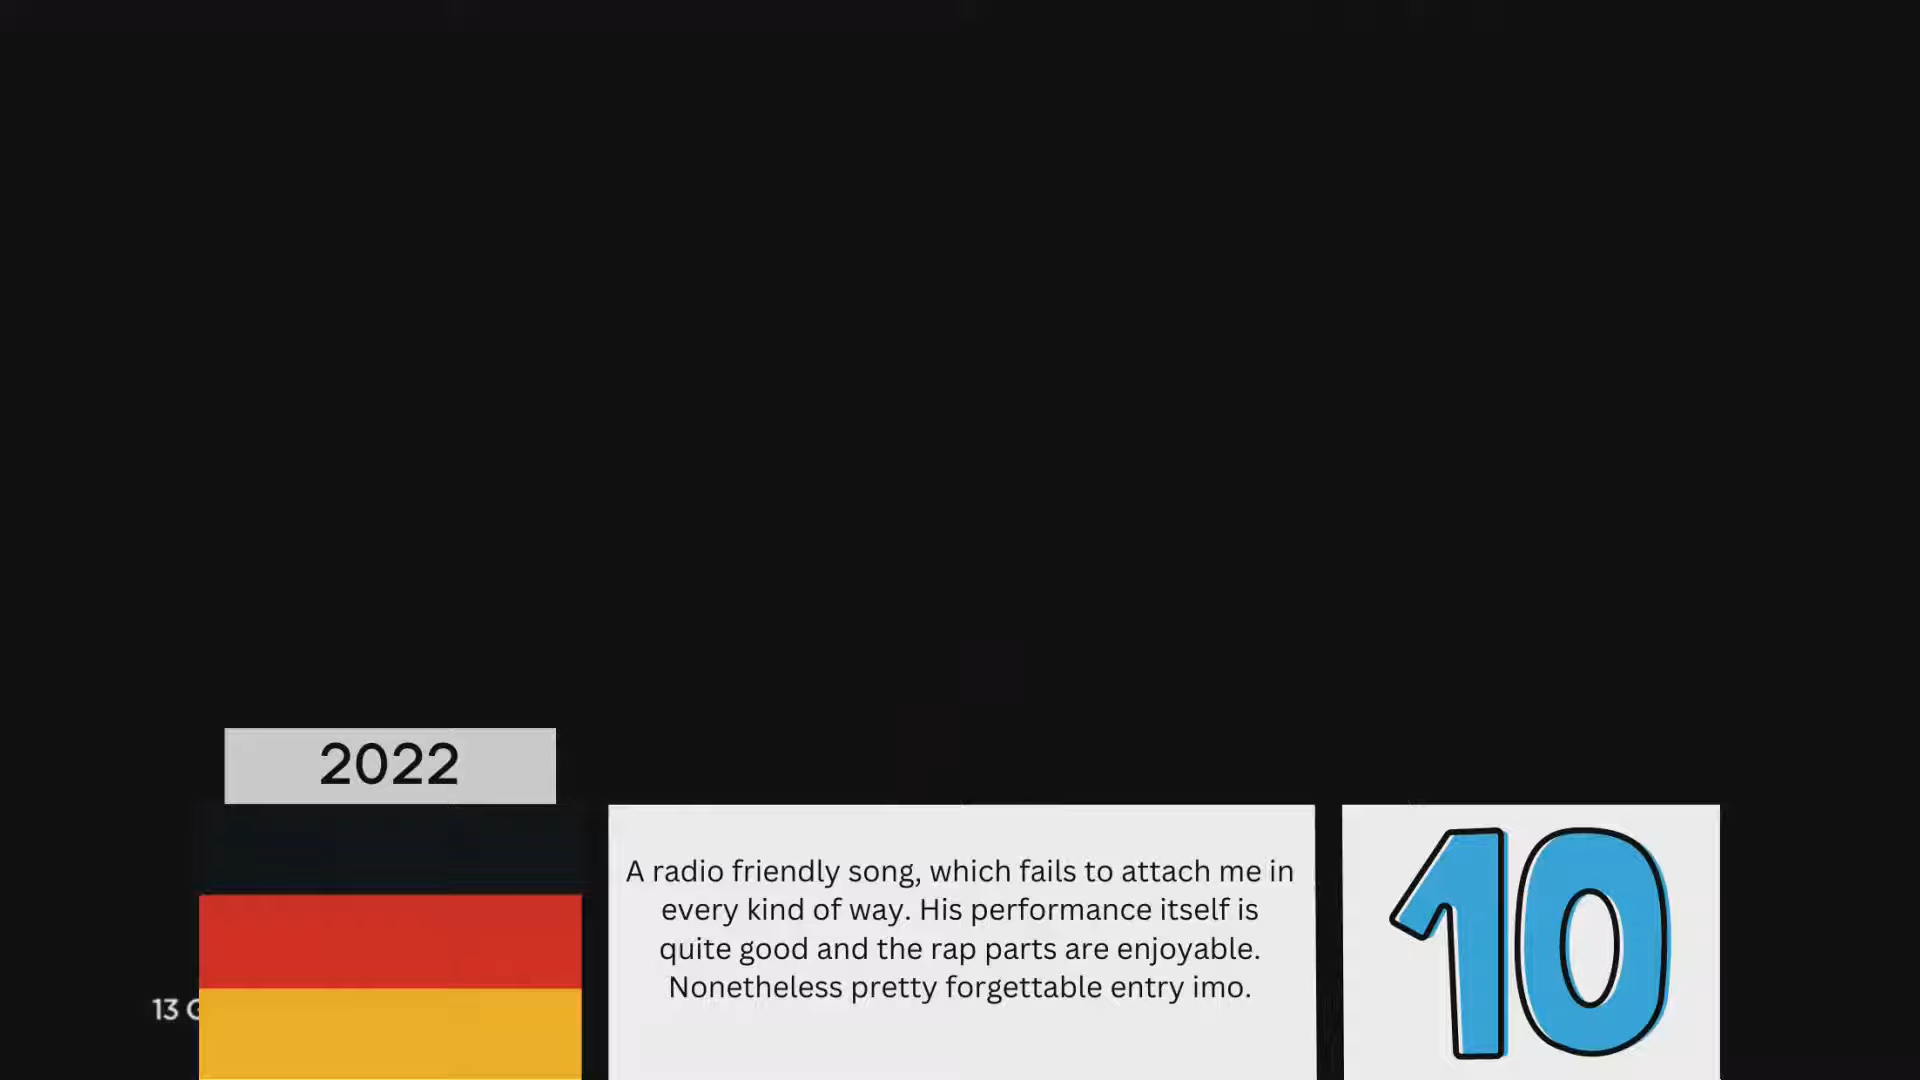 2022
A radio friendly song, which fails to attach me in
every kind of way. His performance itself is
quite good and the rap parts are enjoyable.
Nonetheless pretty forgettable entry imo.
10
13